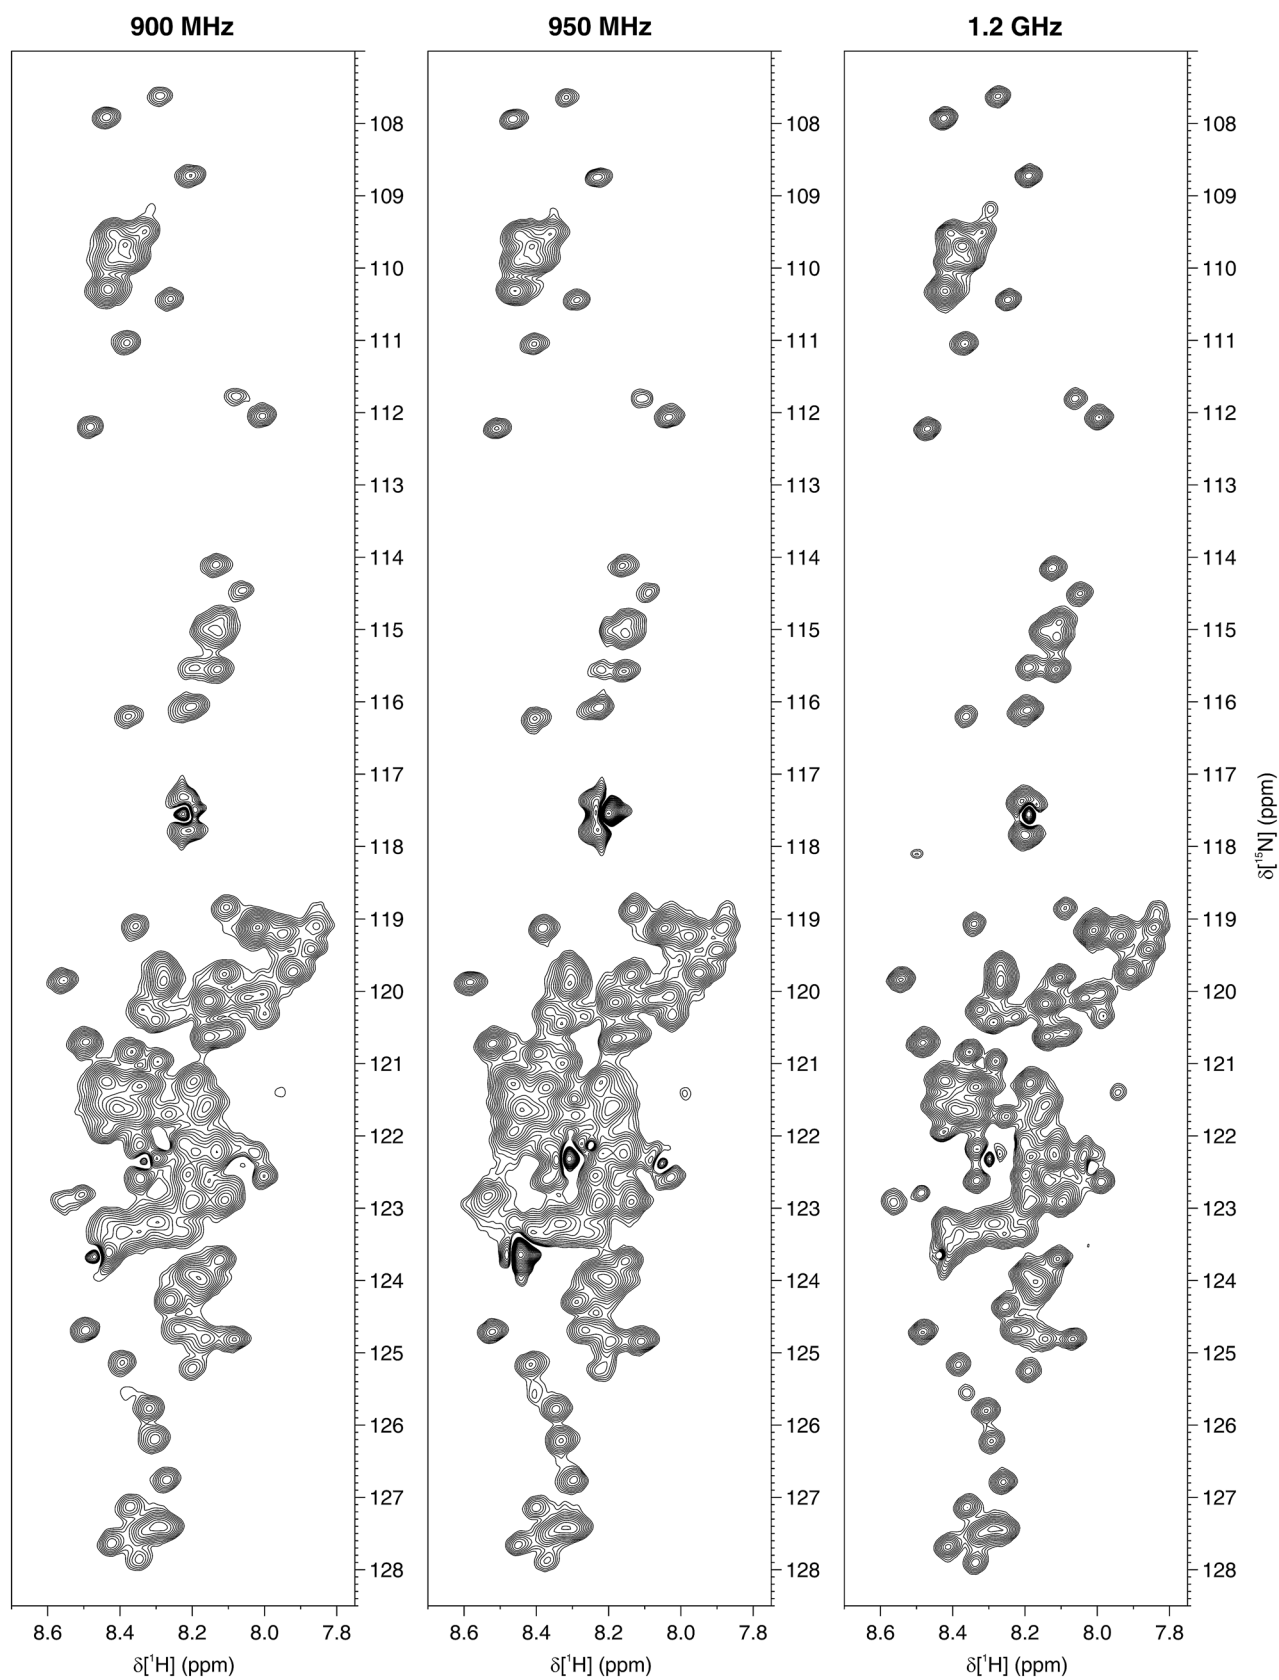 900 MHz 950 MHz 1.2 GHz
108 108 108
109 109 109
110 110 110
111 111 111
112 112 112
113 113 113
114 114 114
115 115 115
116 116 116
117 117 117
δ[¹⁵N] (ppm)
118 118 118
119 119 119
120 120 120
121 121 121
122 122 122
123 123 123
124 124 124
125 125 125
126 126 126
127 127 127
128 128 128
8.6 8.4 8.2 8.0 7.8 8.6 8.4 8.2 8.0 7.8 8.6 8.4 8.2 8.0 7.8
δ[¹H] (ppm) δ[¹H] (ppm) δ[¹H] (ppm)